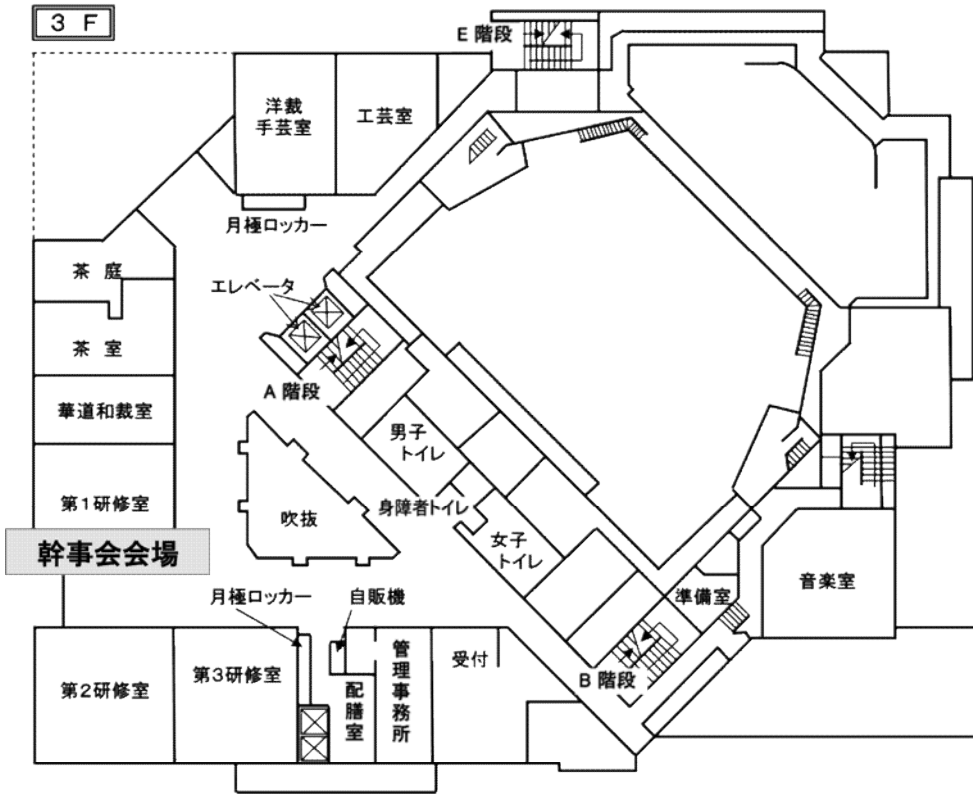 3 F
E 階段
洋裁
手芸室
工芸室
月極ロッカー
茶 庭
エレベータ
茶 室
A 階段
華道和裁室
男子
トイレ
第1研修室
身障者トイレ
吹抜
女子
トイレ
幹事会会場
音楽室
準備室
月極ロッカー
自販機
受付
管理事務所
第3研修室
第2研修室
配膳室
B 階段